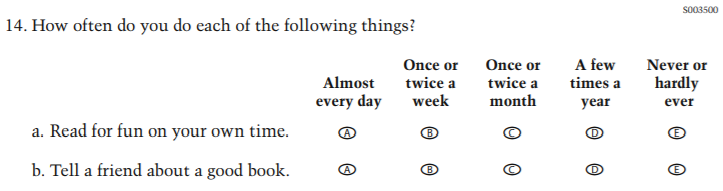 S003500
14. How often do you do each of the following things?
Once or Once or A few Never or
Almost twice a twice a times a hardly
every day week month year ever
a. Read for fun on your own time. A B C D E
b. Tell a friend about a good book. A B C D E